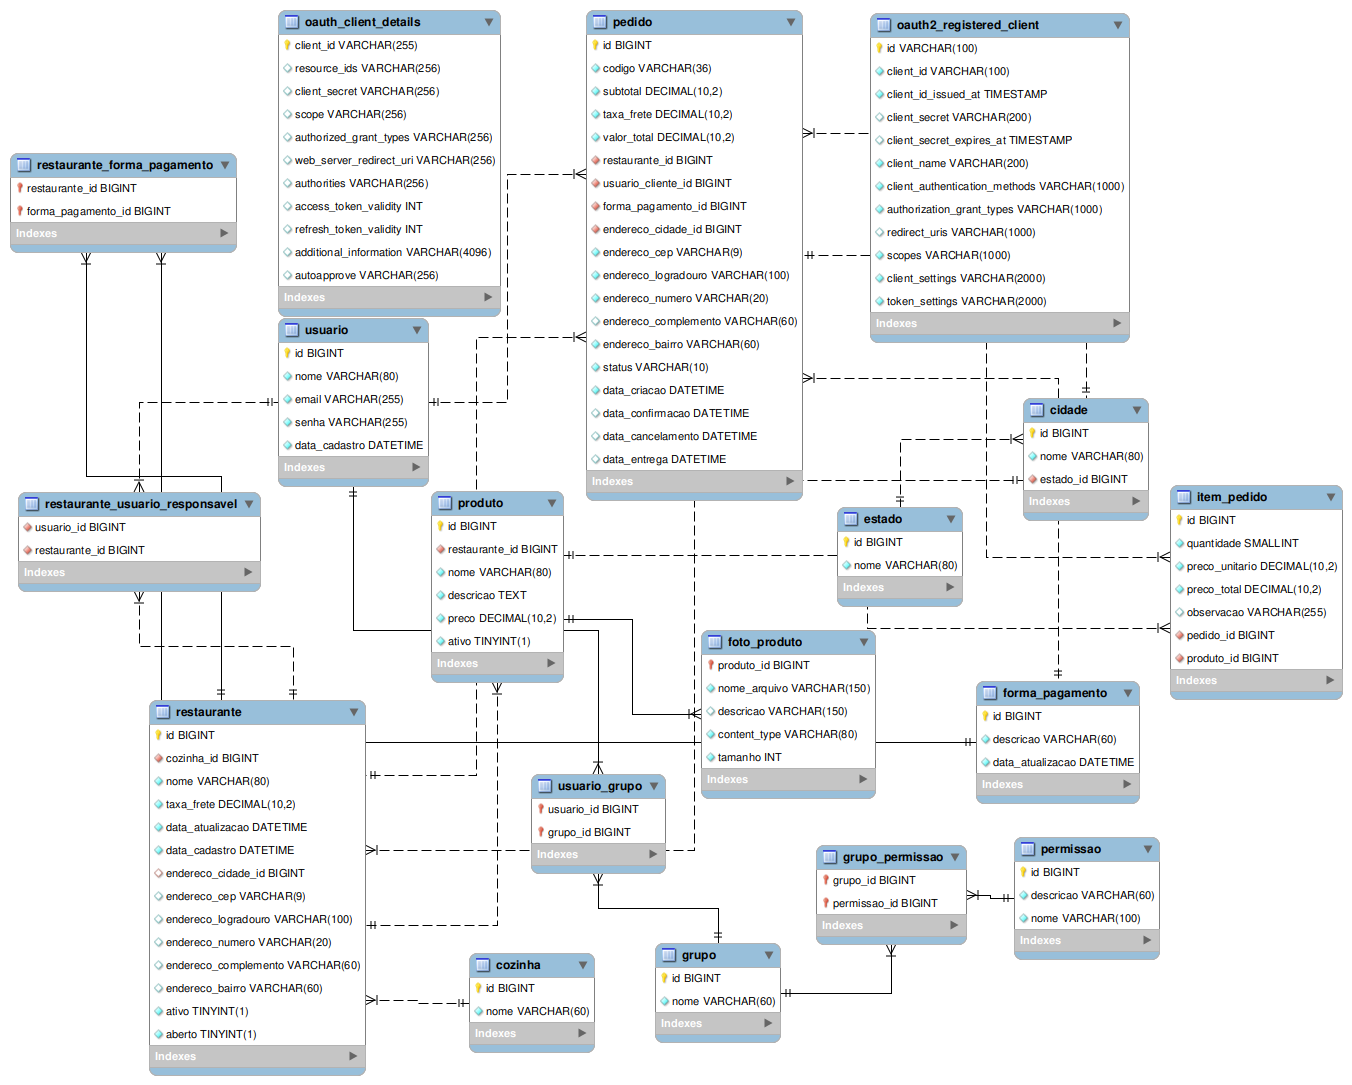 oauth_client_details
client_id VARCHAR(255)
resource_ids VARCHAR(256)
client_secret VARCHAR(256)
scope VARCHAR(256)
authorized_grant_types VARCHAR(256)
web_server_redirect_uri VARCHAR(256)
authorities VARCHAR(256)
access_token_validity INT
refresh_token_validity INT
additional_information VARCHAR(4096)
autoapprove VARCHAR(256)
Indexes
pedido
id BIGINT
codigo VARCHAR(36)
subtotal DECIMAL(10,2)
taxa_frete DECIMAL(10,2)
valor_total DECIMAL(10,2)
restaurante_id BIGINT
usuario_cliente_id BIGINT
forma_pagamento_id BIGINT
endereco_cidade_id BIGINT
endereco_cep VARCHAR(9)
endereco_logradouro VARCHAR(100)
endereco_numero VARCHAR(20)
endereco_complemento VARCHAR(60)
endereco_bairro VARCHAR(60)
status VARCHAR(10)
data_criacao DATETIME
data_confirmacao DATETIME
data_cancelamento DATETIME
data_entrega DATETIME
Indexes
oauth2_registered_client
id VARCHAR(100)
client_id VARCHAR(100)
client_id_issued_at TIMESTAMP
client_secret VARCHAR(200)
client_secret_expires_at TIMESTAMP
client_name VARCHAR(200)
client_authentication_methods VARCHAR(1000)
authorization_grant_types VARCHAR(1000)
redirect_uris VARCHAR(1000)
scopes VARCHAR(1000)
client_settings VARCHAR(2000)
token_settings VARCHAR(2000)
Indexes
restaurante_forma_pagamento
restaurante_id BIGINT
forma_pagamento_id BIGINT
Indexes
usuario
id BIGINT
nome VARCHAR(80)
email VARCHAR(255)
senha VARCHAR(255)
data_cadastro DATETIME
Indexes
cidade
id BIGINT
nome VARCHAR(80)
estado_id BIGINT
Indexes
restaurante_usuario_responsavel
usuario_id BIGINT
restaurante_id BIGINT
Indexes
produto
id BIGINT
restaurante_id BIGINT
nome VARCHAR(80)
descricao TEXT
preco DECIMAL(10,2)
ativo TINYINT(1)
Indexes
estado
id BIGINT
nome VARCHAR(80)
Indexes
item_pedido
id BIGINT
quantidade SMALLINT
preco_unitario DECIMAL(10,2)
preco_total DECIMAL(10,2)
observacao VARCHAR(255)
pedido_id BIGINT
produto_id BIGINT
Indexes
foto_produto
produto_id BIGINT
nome_arquivo VARCHAR(150)
descricao VARCHAR(150)
content_type VARCHAR(80)
tamanho INT
Indexes
forma_pagamento
id BIGINT
descricao VARCHAR(60)
data_atualizacao DATETIME
Indexes
restaurante
id BIGINT
cozinha_id BIGINT
nome VARCHAR(80)
taxa_frete DECIMAL(10,2)
data_atualizacao DATETIME
data_cadastro DATETIME
endereco_cidade_id BIGINT
endereco_cep VARCHAR(9)
endereco_logradouro VARCHAR(100)
endereco_numero VARCHAR(20)
endereco_complemento VARCHAR(60)
endereco_bairro VARCHAR(60)
ativo TINYINT(1)
aberto TINYINT(1)
Indexes
usuario_grupo
usuario_id BIGINT
grupo_id BIGINT
Indexes
grupo_permissao
grupo_id BIGINT
permissao_id BIGINT
Indexes
permissao
id BIGINT
descricao VARCHAR(60)
nome VARCHAR(100)
Indexes
cozinha
id BIGINT
nome VARCHAR(60)
Indexes
grupo
id BIGINT
nome VARCHAR(60)
Indexes